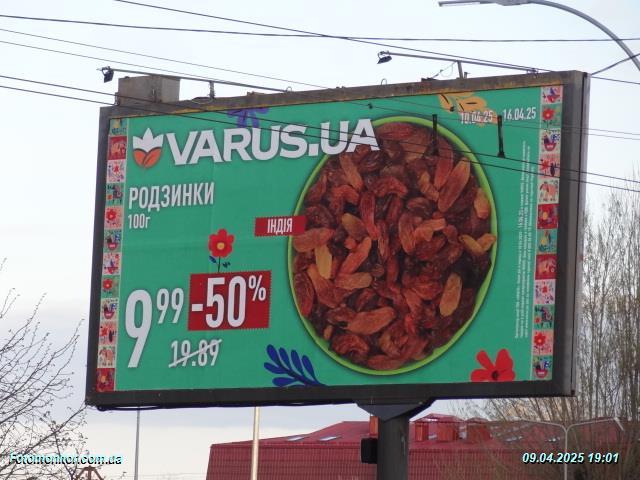 VARUS.UA
10.04.25 16.04.25
РОДЗИНКИ
100г
ІНДІЯ
9 99 -50%
19.89
Fotomonitor.com.ua
09.04.2025 19:01